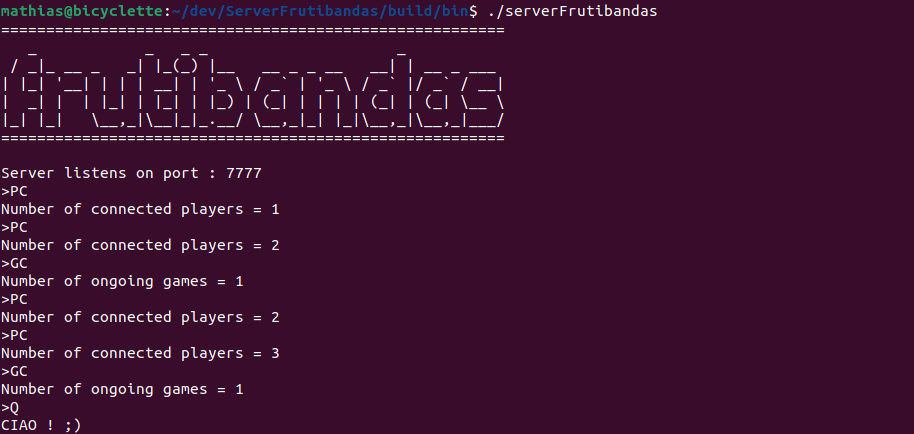 mathias@bicyclette:~/dev/ServerFrutibandas/build/bin$ ./serverFrutibandas
========================================================
frutibandas
========================================================
Server listens on port : 7777
>PC
Number of connected players = 1
>PC
Number of connected players = 2
>GC
Number of ongoing games = 1
>PC
Number of connected players = 2
>PC
Number of connected players = 3
>GC
Number of ongoing games = 1
>Q
CIAO ! ;)